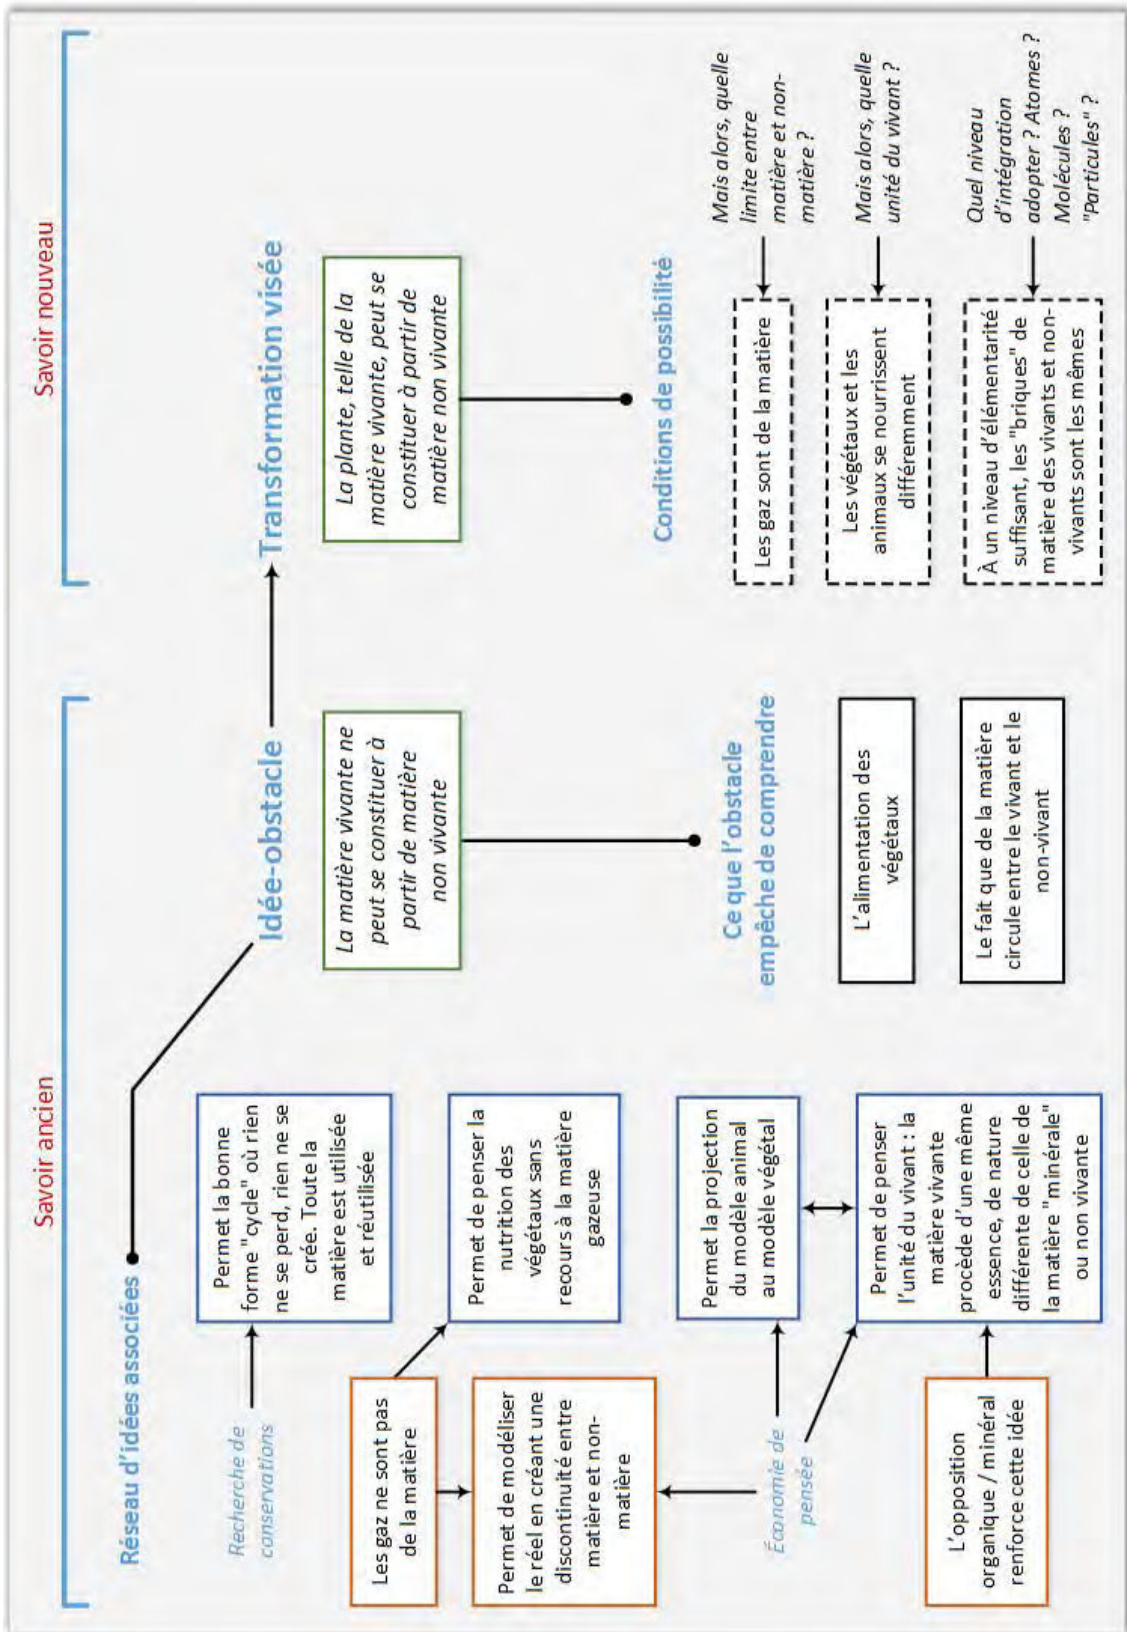 Savoir ancien
Savoir nouveau
Réseau d'idées associées
Recherche de
conservations
Permet la bonne
forme "cycle" où rien
ne se perd, rien ne se
crée. Toute la
matière est utilisée
et réutilisée
Les gaz ne sont pas
de la matière
Permet de penser la
nutrition des
végétaux sans
recours à la matière
gazeuse
Permet de modéliser
le réel en créant une
discontinuité entre
matière et non-
matière
Économie de
pensée
Permet la projection
du modèle animal
au modèle végétal
Permet de penser
l'unité du vivant : la
matière vivante
procède d'une même
essence, de nature
différente de celle de
la matière "minérale"
ou non vivante
L'opposition
organique / minéral
renforce cette idée
Idée-obstacle
La matière vivante ne
peut se constituer à
partir de matière
non vivante
Ce que l'obstacle
empêche de comprendre
L'alimentation des
végétaux
Le fait que de la matière
circule entre le vivant et le
non-vivant
Transformation visée
La plante, telle de la
matière vivante, peut se
constituer à partir de
matière non vivante
Conditions de possibilité
Les gaz sont de la matière
Mais alors, quelle
limite entre
matière et non-
matière ?
Les végétaux et les
animaux se nourrissent
différemment
Mais alors, quelle
unité du vivant ?
À un niveau d'élémentarité
suffisant, les "briques" de
matière des vivants et non-
vivants sont les mêmes
Quel niveau
d'intégration
adopter ? Atomes ?
Molécules ?
"Particules" ?